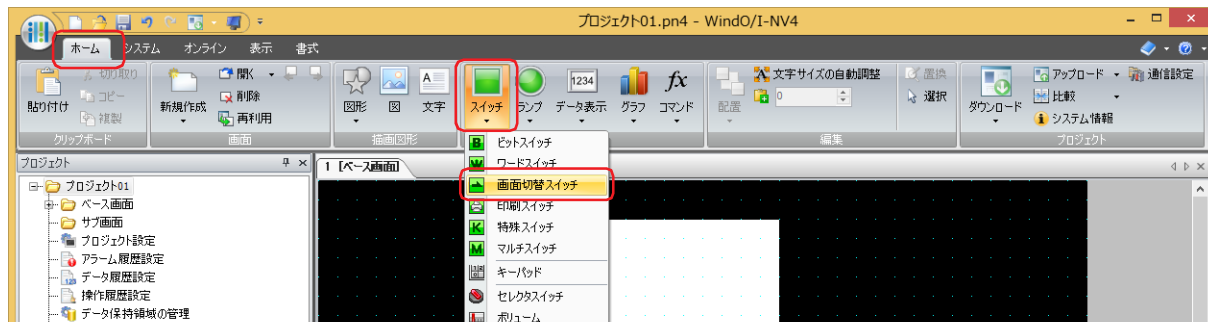 プロジェクト01.pn4 - WindO/I-NV4
ホーム システム オンライン 表示 書式
貼り付け
切り取り
コピー
複製
クリップボード
新規作成
開く
削除
再利用
画面
図形
図
文字
描画図形
スイッチ
ランプ
1234
データ表示
グラフ
fx
コマンド
配置
文字サイズの自動調整
0
置換
選択
編集
ダウンロード
アップロード
比較
システム情報
通信設定
プロジェクト
プロジェクト
1 [ベース画面]
プロジェクト01
ベース画面
サブ画面
プロジェクト設定
アラーム履歴設定
データ履歴設定
操作履歴設定
データ保持領域の管理
B ビットスイッチ
W ワードスイッチ
画面切替スイッチ
印刷スイッチ
K 特殊スイッチ
M マルチスイッチ
キーパッド
セレクタスイッチ
ボリューム